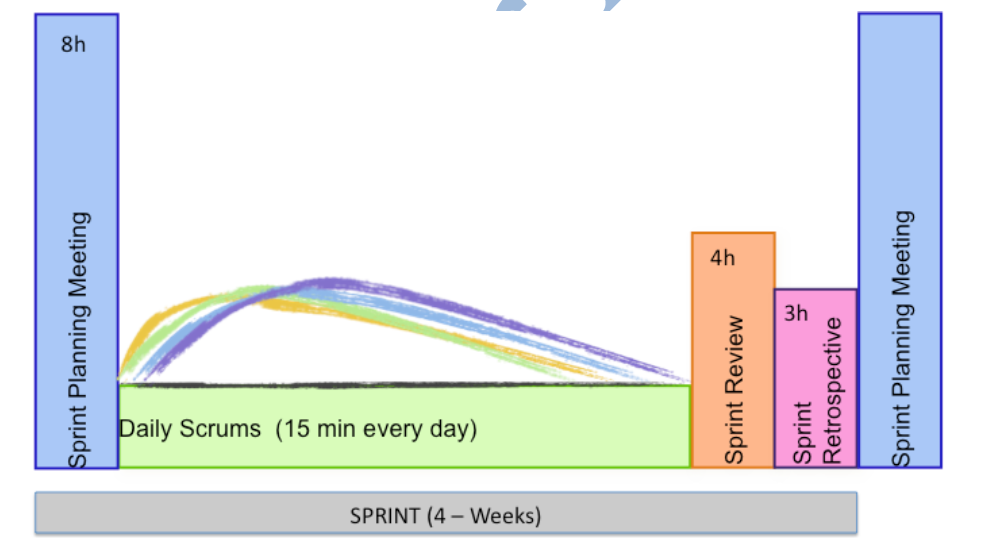 8h
Sprint Planning Meeting
Daily Scrums (15 min every day)
4h
Sprint Review
3h
Sprint
Retrospective
Sprint Planning Meeting
SPRINT (4 – Weeks)